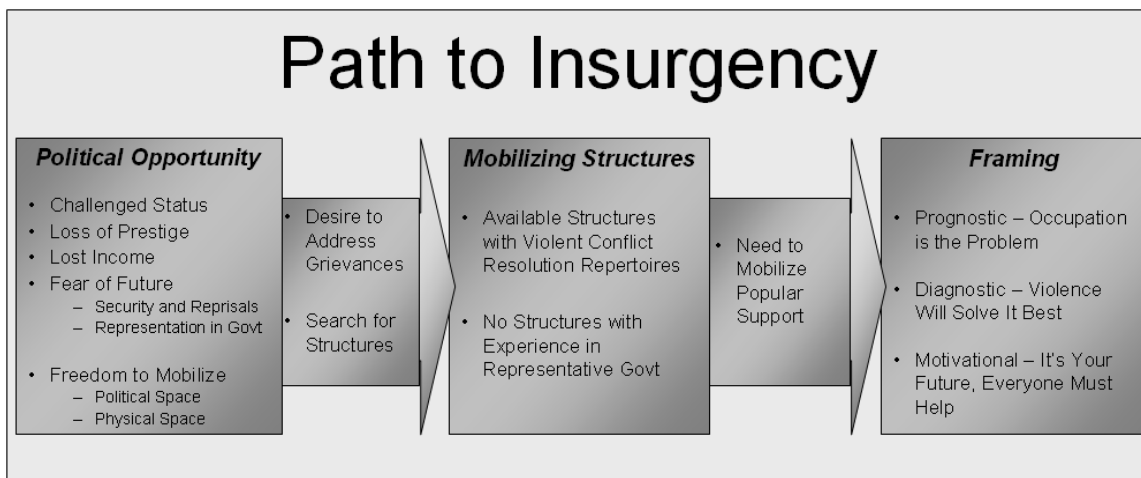 Path to Insurgency
Political Opportunity
• Challenged Status
• Loss of Prestige
• Lost Income
• Fear of Future
– Security and Reprisals
– Representation in Govt
• Freedom to Mobilize
– Political Space
– Physical Space
• Desire to
Address
Grievances
• Search for
Structures
Mobilizing Structures
• Available Structures
with Violent Conflict
Resolution Repertoires
• No Structures with
Experience in
Representative Govt
• Need to
Mobilize
Popular
Support
Framing
• Prognostic – Occupation
is the Problem
• Diagnostic – Violence
Will Solve It Best
• Motivational – It's Your
Future, Everyone Must
Help